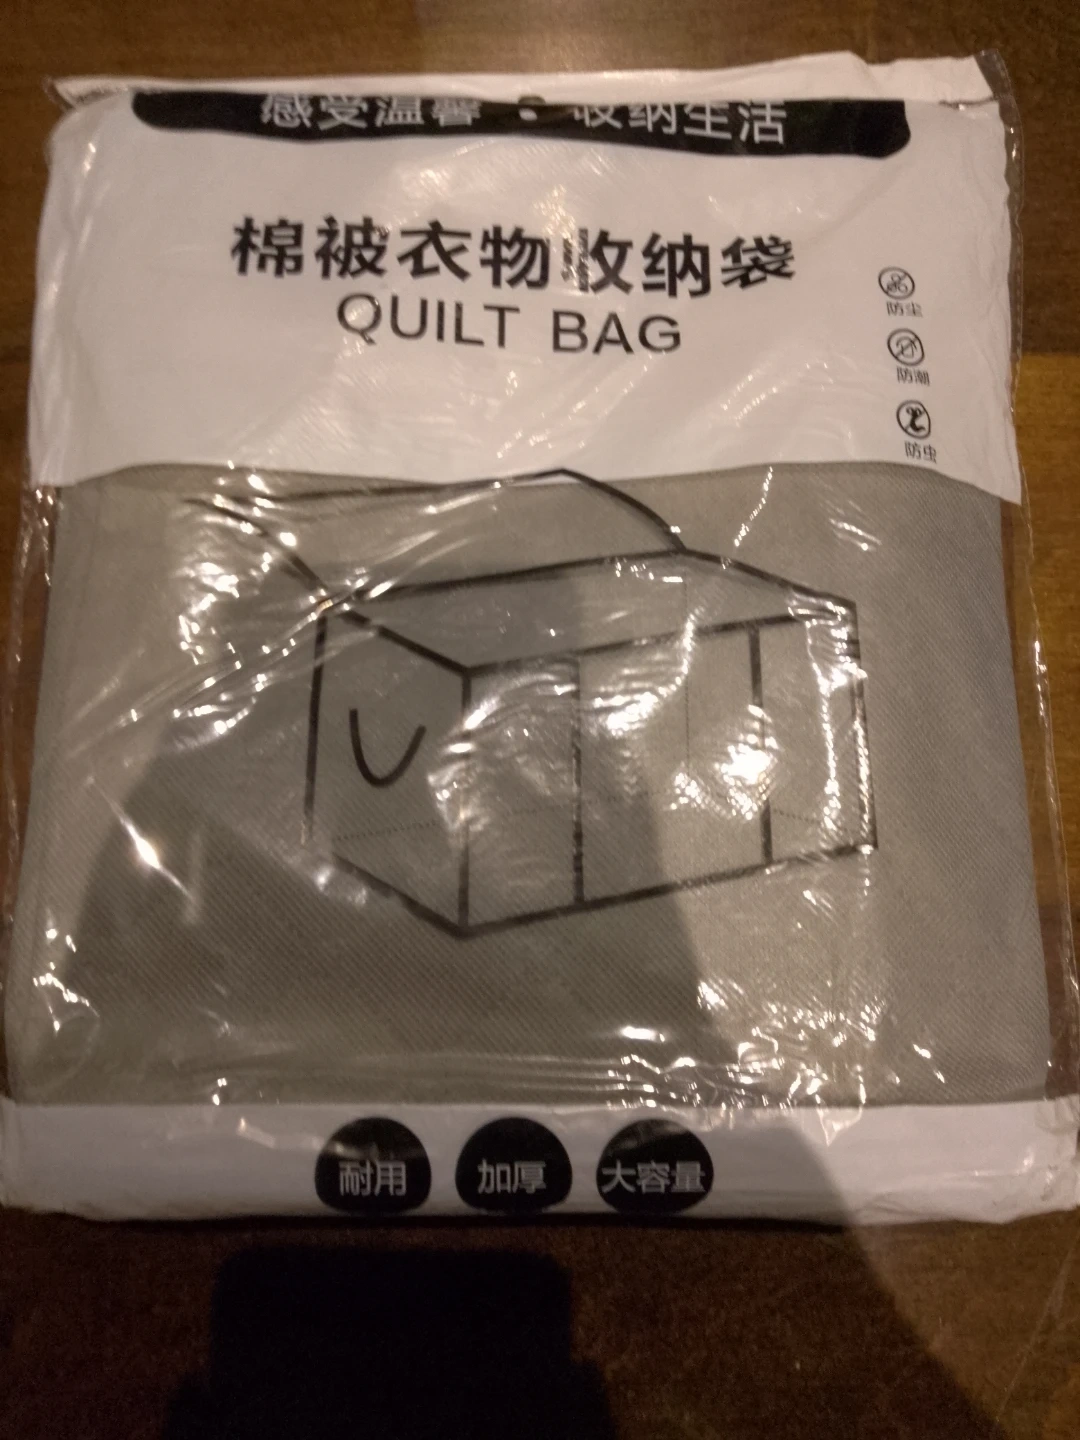 感受温馨 · 收纳生活
棉被衣物收纳袋
QUILT BAG
防尘
防潮
防虫
耐用
加厚
大容量